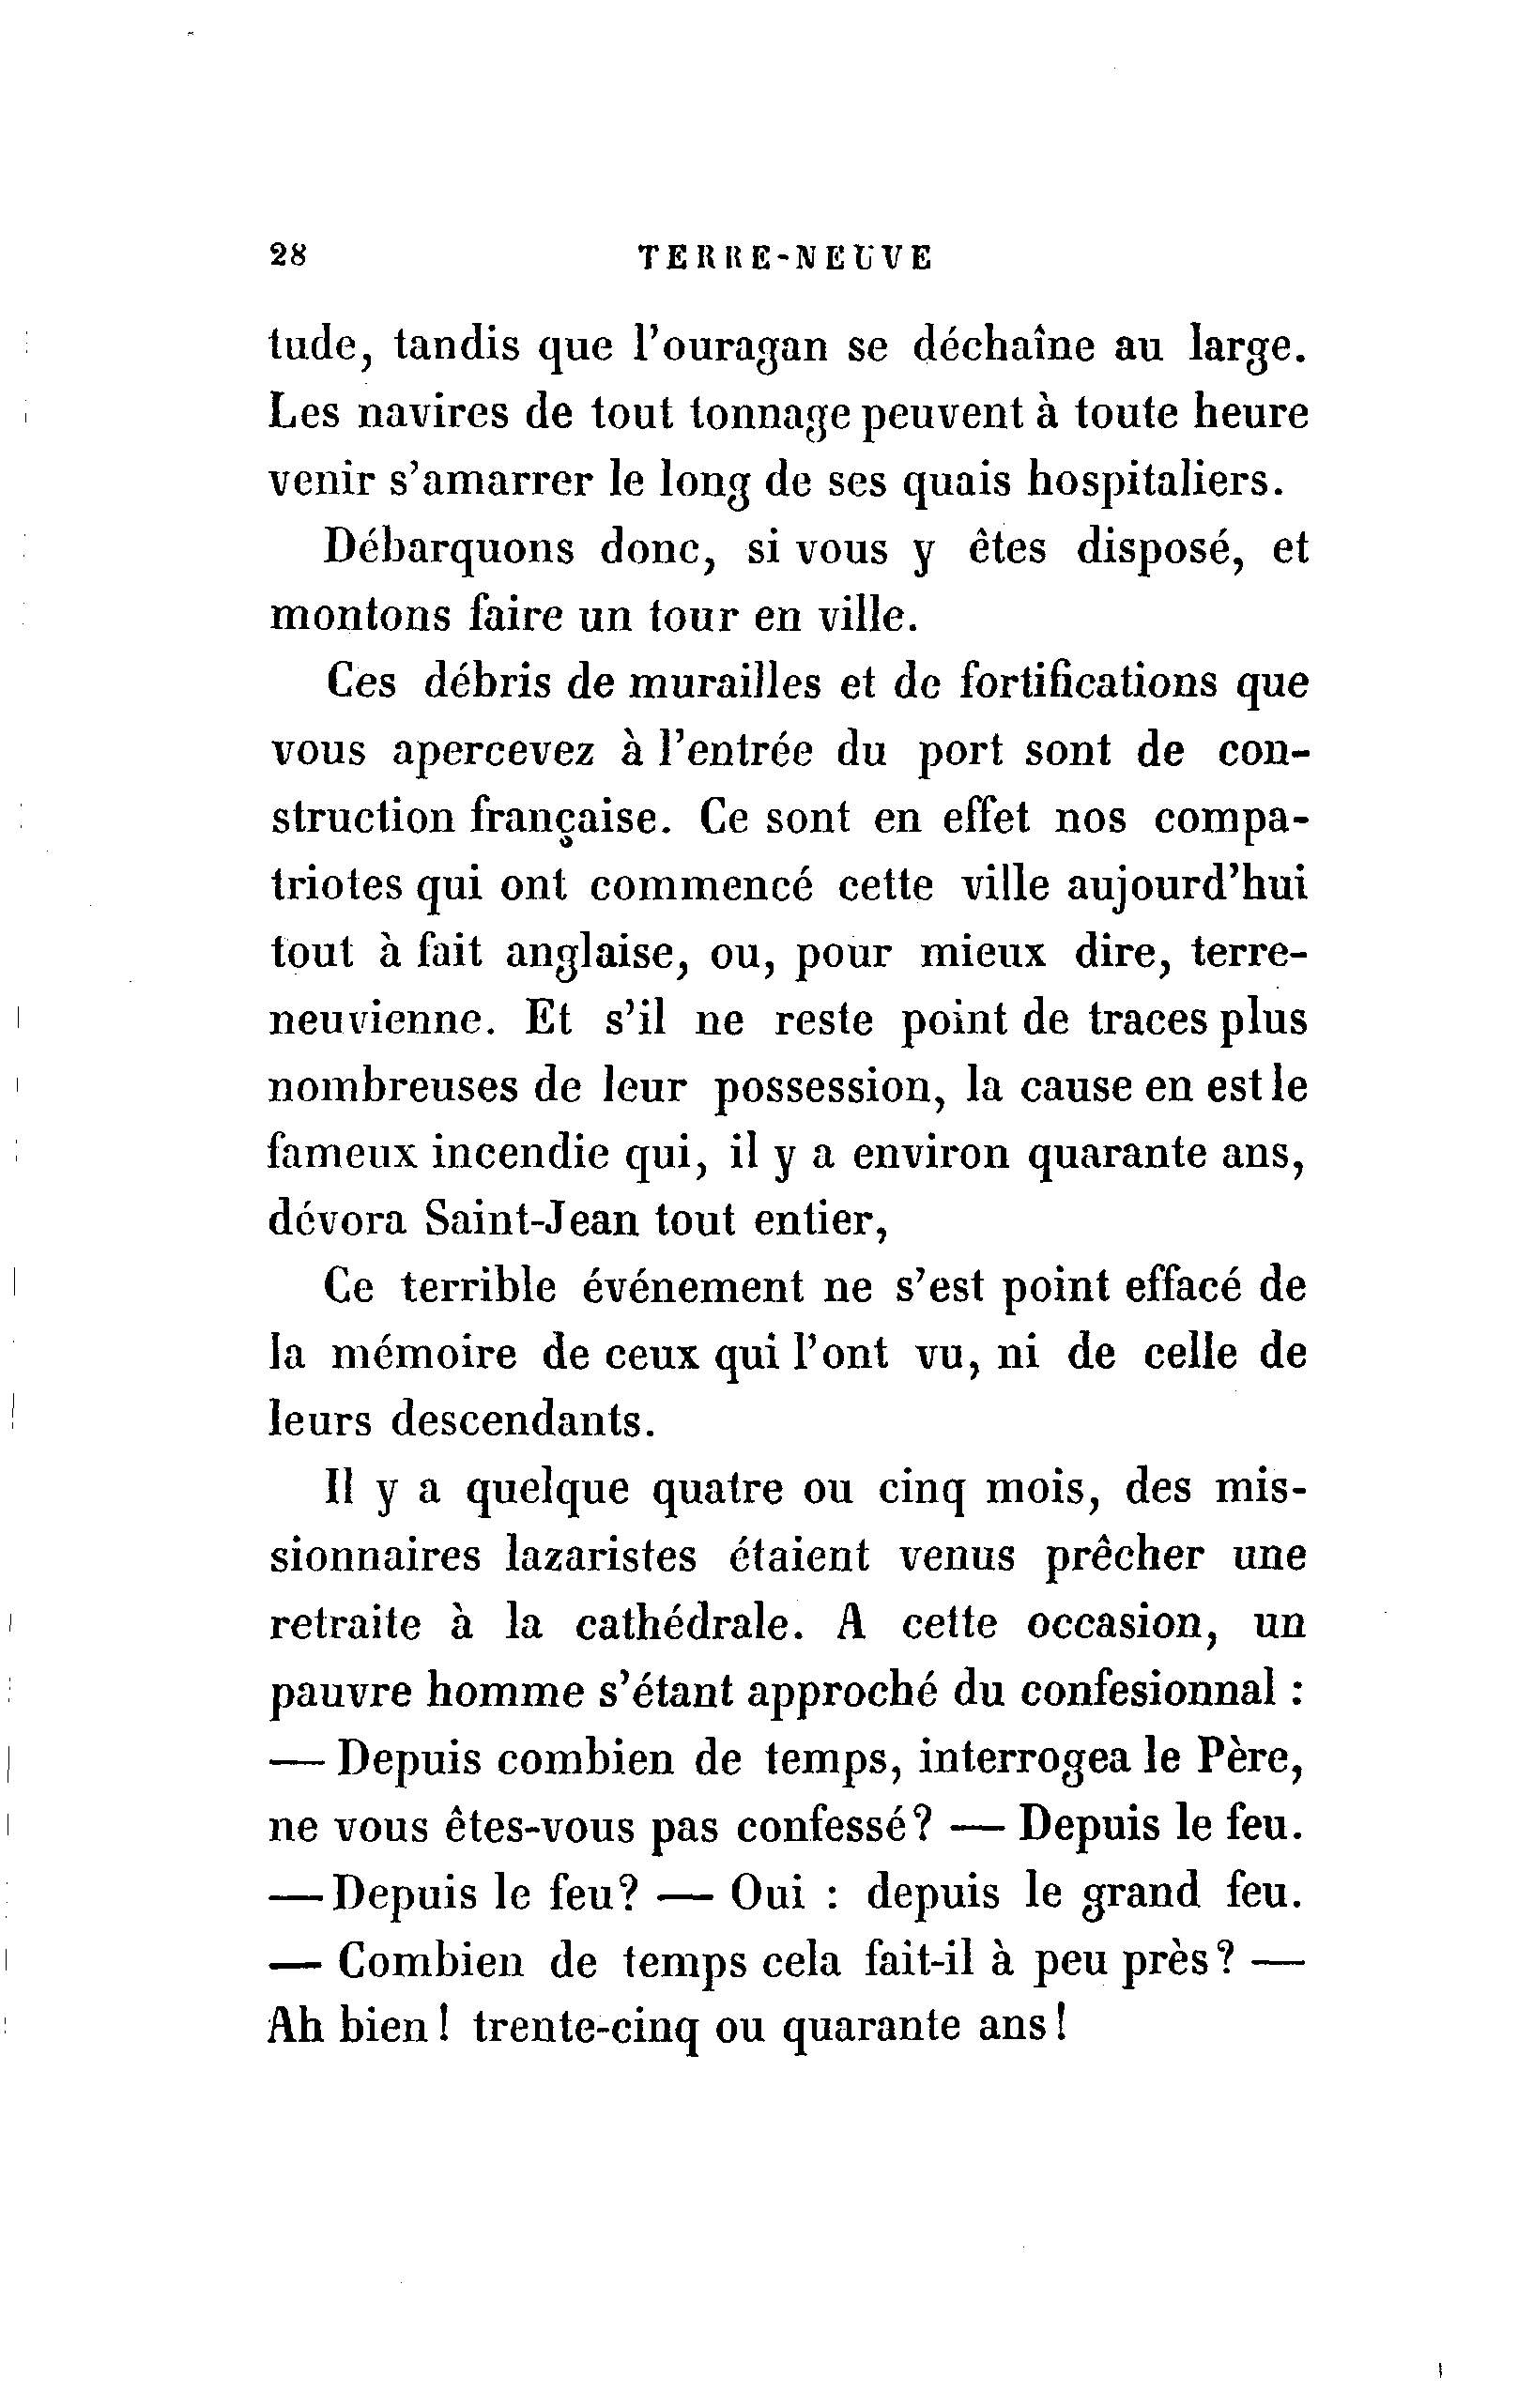 28 TERRE-NEUVE
tude, tandis que l'ouragan se déchaîne au large.
Les navires de tout tonnage peuvent à toute heure
venir s'amarrer le long de ses quais hospitaliers.
Débarquons donc, si vous y êtes disposé, et
montons faire un tour en ville.
Ces débris de murailles et de fortifications que
vous apercevez à l'entrée du port sont de con-
struction française. Ce sont en effet nos compa-
triotes qui ont commencé cette ville aujourd'hui
tout à fait anglaise, ou, pour mieux dire, terre-
neuvienne. Et s'il ne reste point de traces plus
nombreuses de leur possession, la cause en est le
fameux incendie qui, il y a environ quarante ans,
dévora Saint-Jean tout entier,
Ce terrible événement ne s'est point effacé de
la mémoire de ceux qui l'ont vu, ni de celle de
leurs descendants.
Il y a quelque quatre ou cinq mois, des mis-
sionnaires lazaristes étaient venus prêcher une
retraite à la cathédrale. A cette occasion, un
pauvre homme s'étant approché du confesionnal :
— Depuis combien de temps, interrogea le Père,
ne vous êtes-vous pas confessé? — Depuis le feu.
— Depuis le feu? — Oui : depuis le grand feu.
— Combien de temps cela fait-il à peu près? —
Ah bien! trente-cinq ou quarante ans!